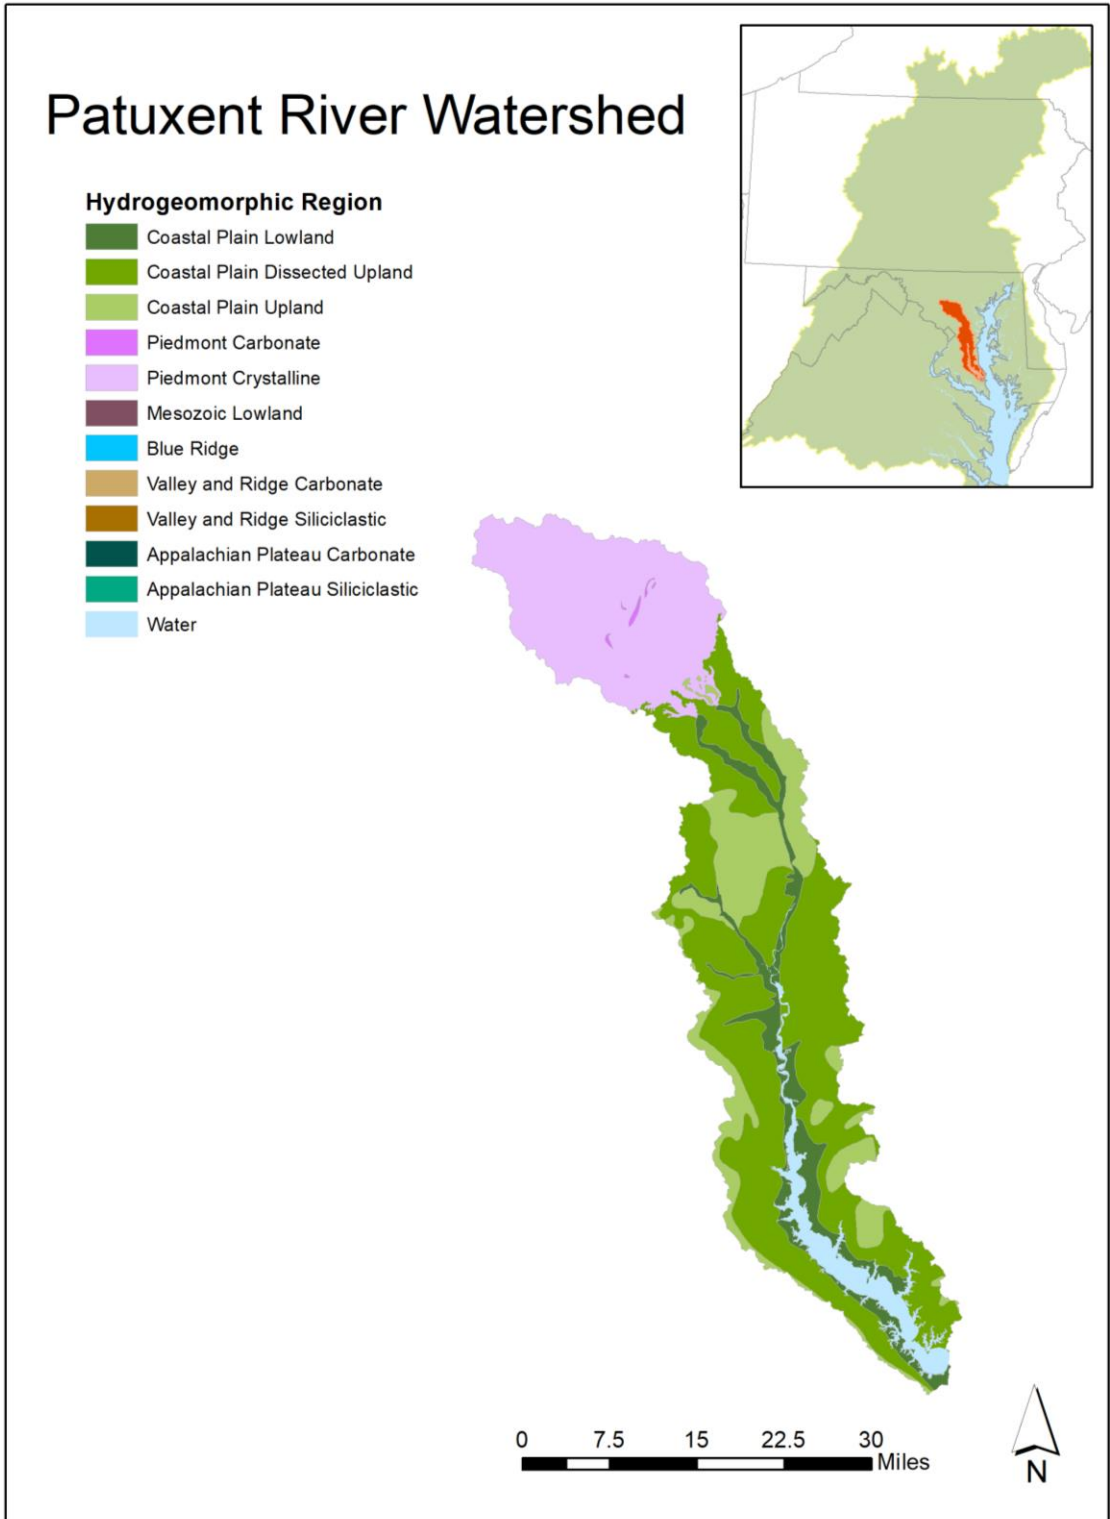 Patuxent River Watershed
Hydrogeomorphic Region
Coastal Plain Lowland
Coastal Plain Dissected Upland
Coastal Plain Upland
Piedmont Carbonate
Piedmont Crystalline
Mesozoic Lowland
Blue Ridge
Valley and Ridge Carbonate
Valley and Ridge Siliciclastic
Appalachian Plateau Carbonate
Appalachian Plateau Siliciclastic
Water
0 7.5 15 22.5 30
Miles
N